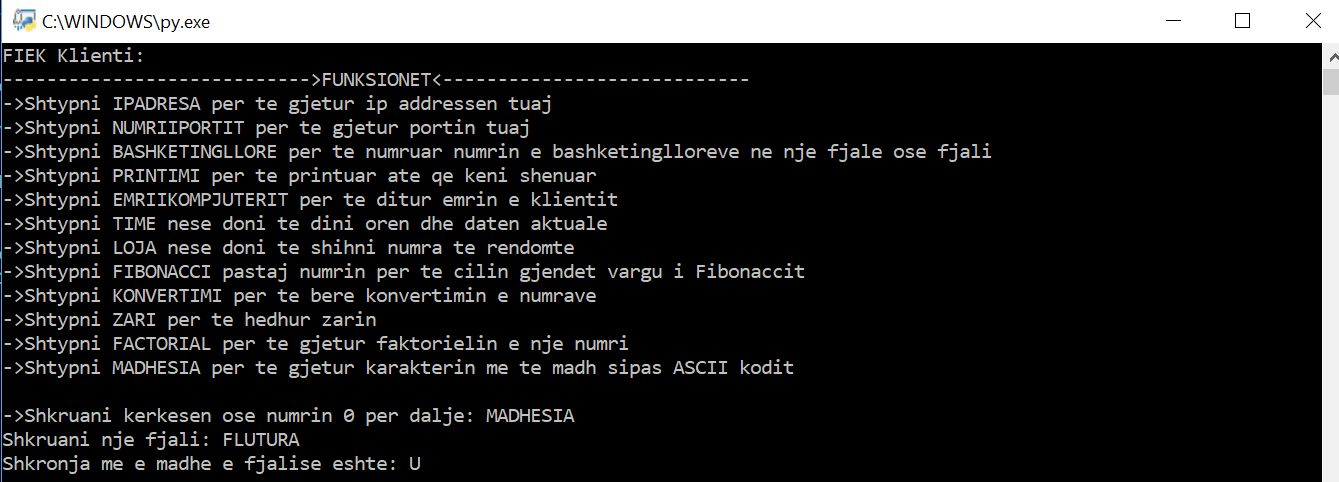 C:\WINDOWS\py.exe
FIEK Klienti:
---------------------------->FUNKSIONET<----------------------------
->Shtypni IPADRESA per te gjetur ip addressen tuaj
->Shtypni NUMRIIPORTIT per te gjetur portin tuaj
->Shtypni BASHKETINGLLORE per te numruar numrin e bashketinglloreve ne nje fjale ose fjali
->Shtypni PRINTIMI per te printuar ate qe keni shenuar
->Shtypni EMRIIKOMPJUTERIT per te ditur emrin e klientit
->Shtypni TIME nese doni te dini oren dhe daten aktuale
->Shtypni LOJA nese doni te shihni numra te rendomte
->Shtypni FIBONACCI pastaj numrin per te cilin gjendet vargu i Fibonaccit
->Shtypni KONVERTIMI per te bere konvertimin e numrave
->Shtypni ZARI per te hedhur zarin
->Shtypni FACTORIAL per te gjetur faktorielin e nje numri
->Shtypni MADHESIA per te gjetur karakterin me te madh sipas ASCII kodit
->Shkruani kerkesen ose numrin 0 per dalje: MADHESIA
Shkruani nje fjali: FLUTURA
Shkronja me e madhe e fjalise eshte: U